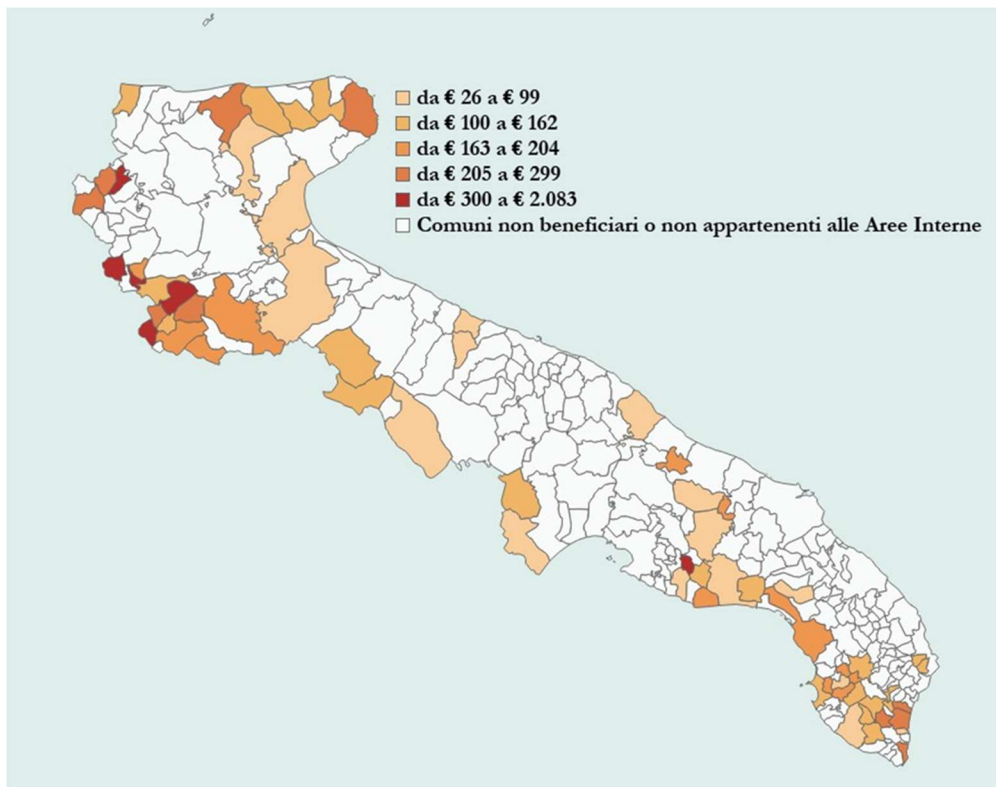 da € 26 a € 99
da € 100 a € 162
da € 163 a € 204
da € 205 a € 299
da € 300 a € 2.083
Comuni non beneficiari o non appartenenti alle Aree Interne